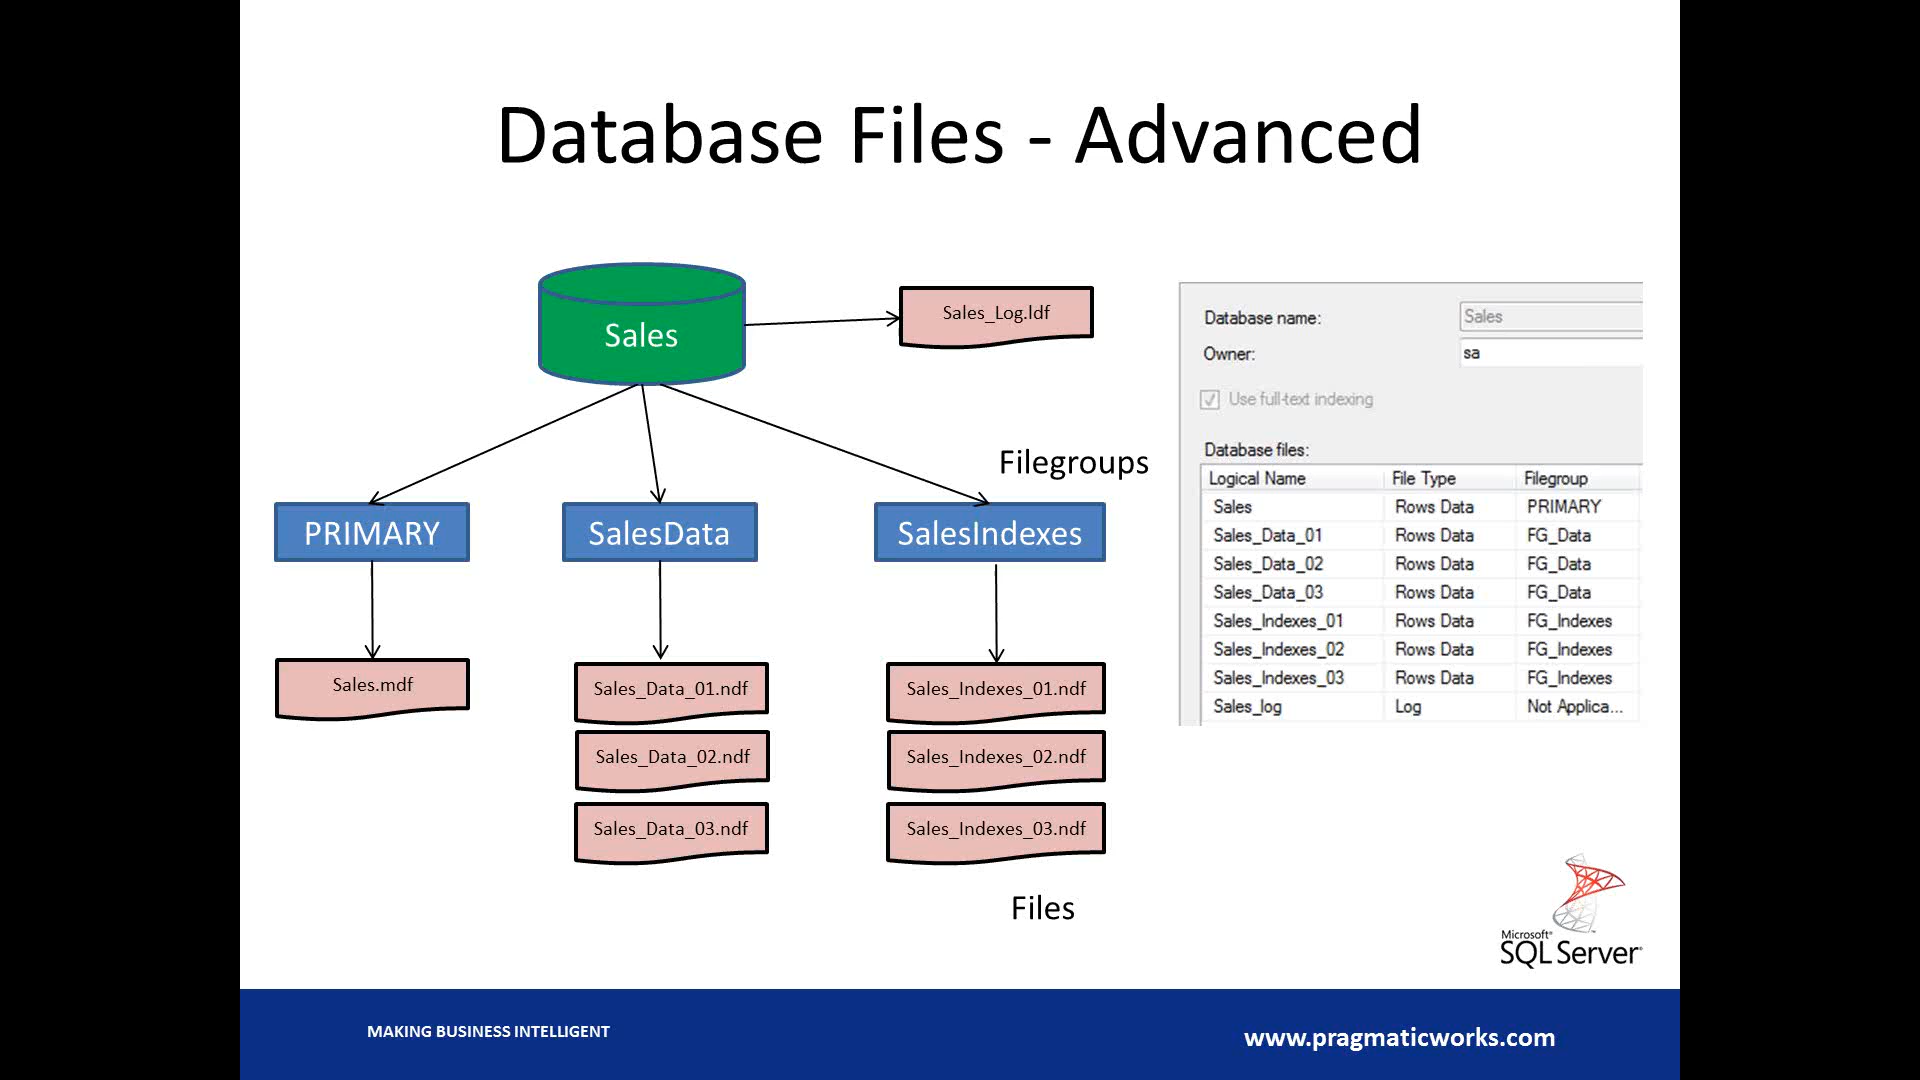 Database Files - Advanced
Sales
Sales_Log.ldf
Filegroups
PRIMARY
SalesData
SalesIndexes
Sales.mdf
Sales_Data_01.ndf
Sales_Indexes_01.ndf
Sales_Data_02.ndf
Sales_Indexes_02.ndf
Sales_Data_03.ndf
Sales_Indexes_03.ndf
Files
Database name: Sales
Owner: sa
Use full-text indexing
Database files:
Logical Name File Type Filegroup
Sales Rows Data PRIMARY
Sales_Data_01 Rows Data FG_Data
Sales_Data_02 Rows Data FG_Data
Sales_Data_03 Rows Data FG_Data
Sales_Indexes_01 Rows Data FG_Indexes
Sales_Indexes_02 Rows Data FG_Indexes
Sales_Indexes_03 Rows Data FG_Indexes
Sales_log Log Not Applica...
Microsoft®
SQL Server®
MAKING BUSINESS INTELLIGENT
www.pragmaticworks.com